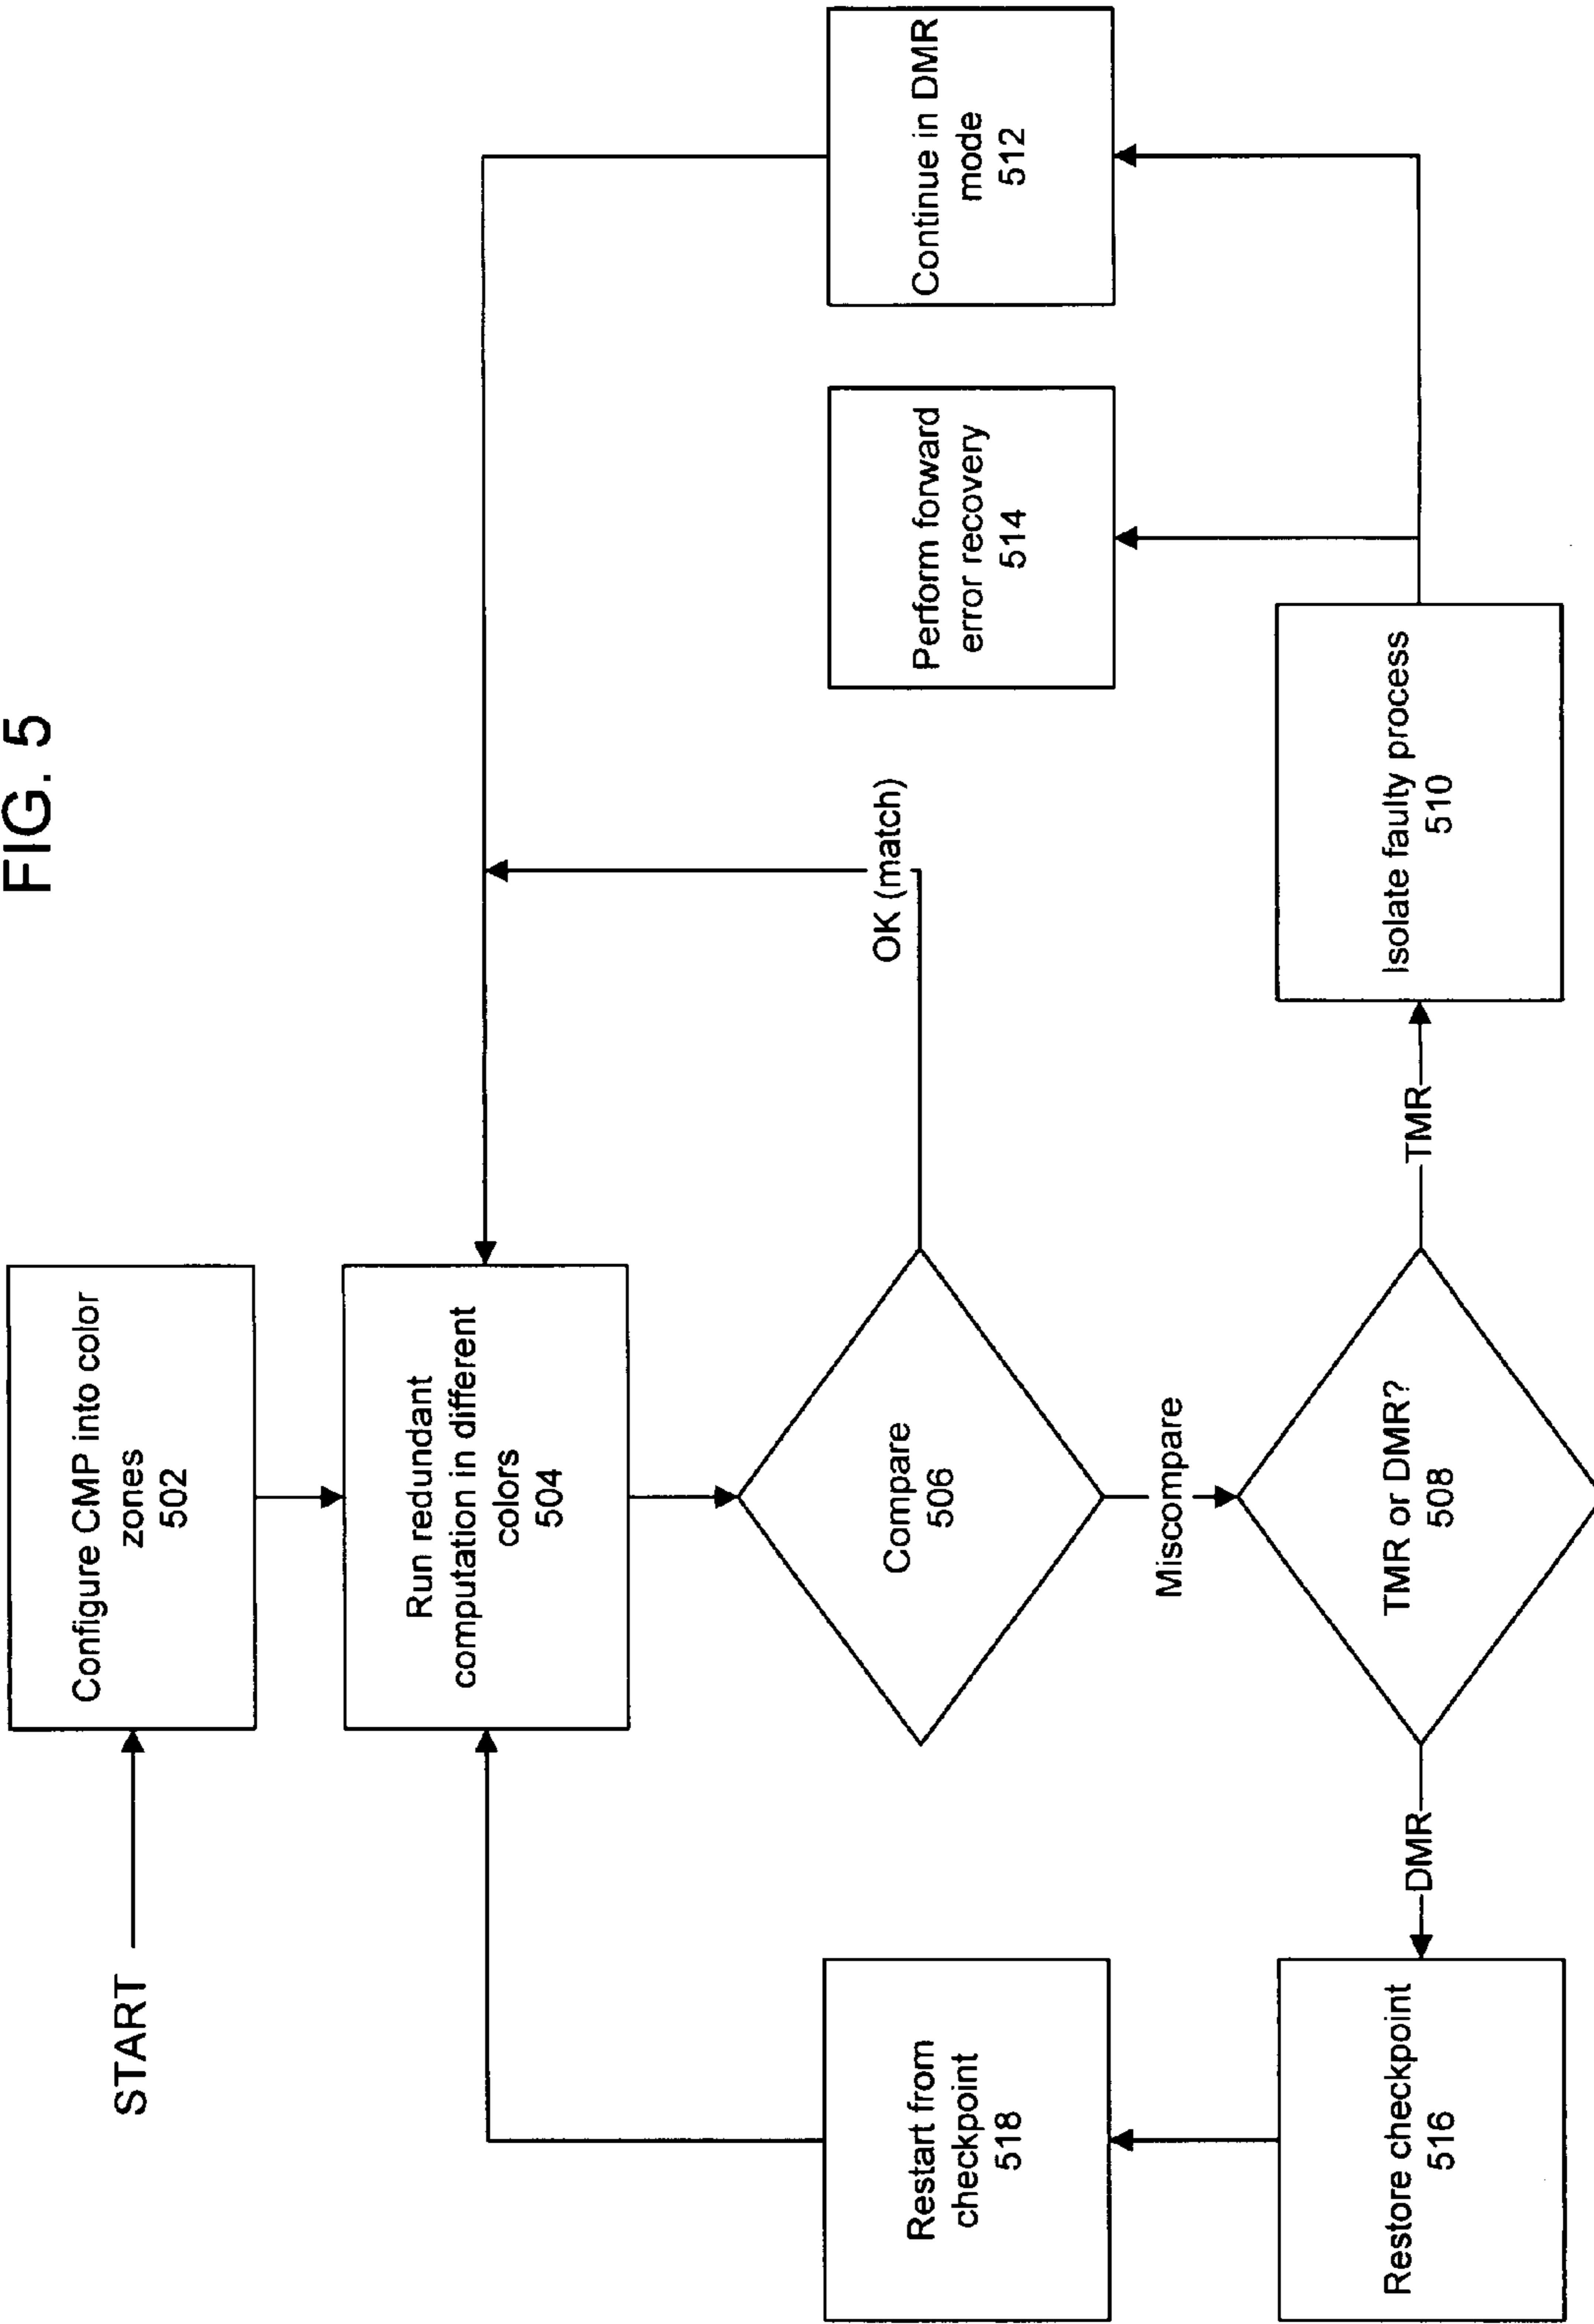 FIG. 5
START
Configure CMP into color
zones
502
Run redundant
computation in different
colors
504
Compare
506
OK (match)
Miscompare
TMR or DMR?
508
TMR
DMR
Isolate faulty process
510
Perform forward
error recovery
514
Continue in DMR
mode
512
Restore checkpoint
516
Restart from
checkpoint
518